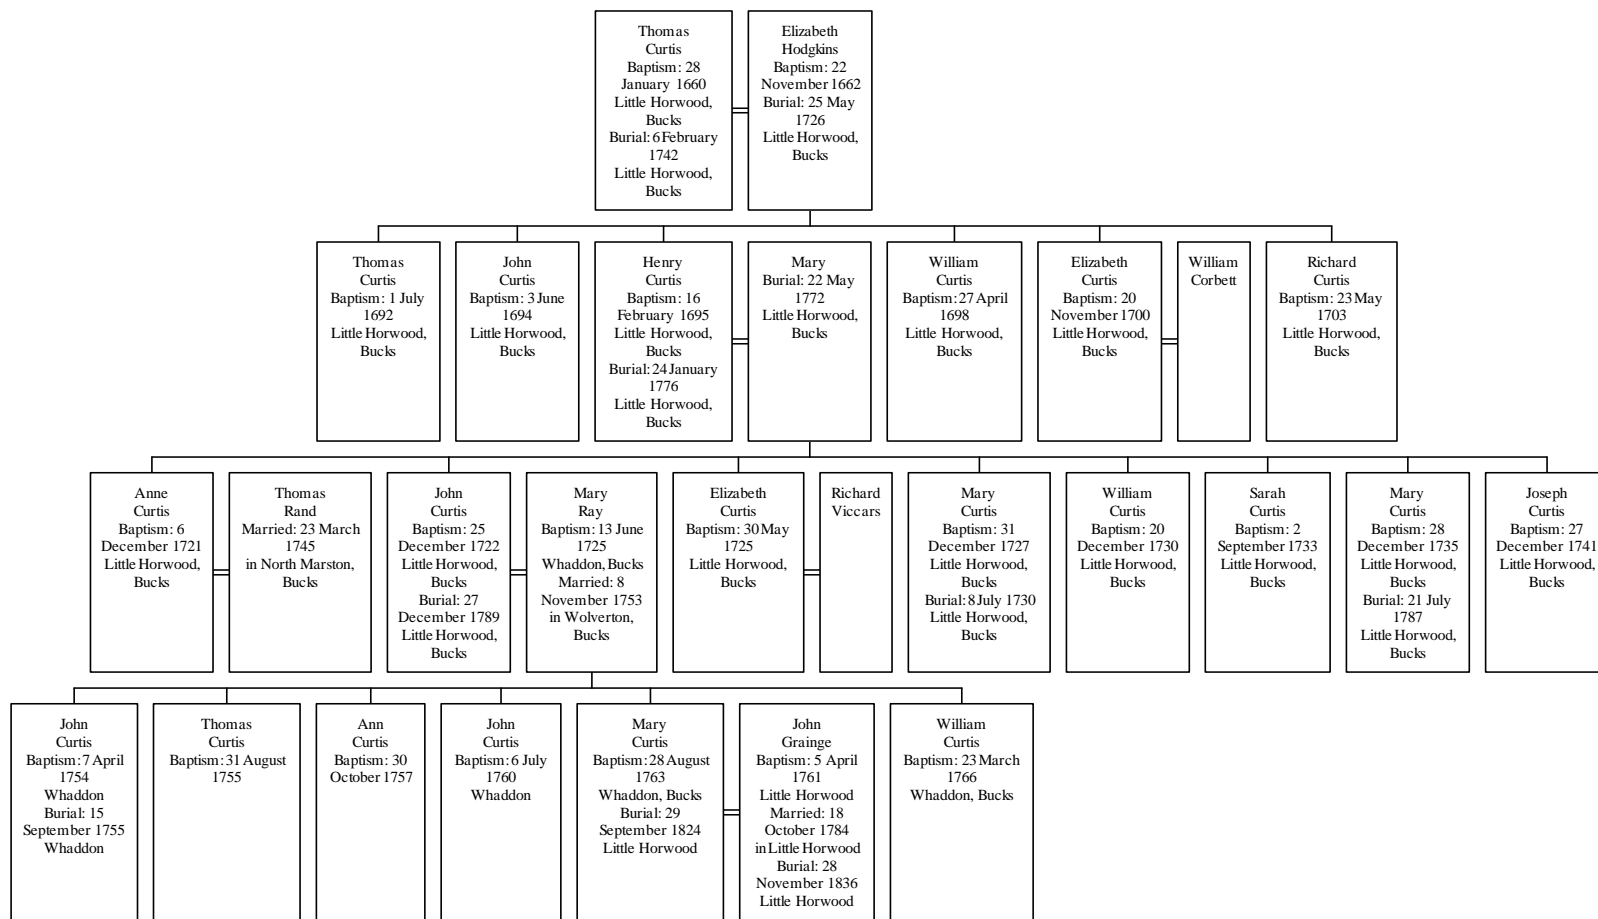 Thomas
Curtis
Baptism: 28
January 1660
Little Horwood,
Bucks
Burial: 6 February
1742
Little Horwood,
Bucks
Elizabeth
Hodgkins
Baptism: 22
November 1662
Burial: 25 May
1726
Little Horwood,
Bucks
Thomas
Curtis
Baptism: 1 July
1692
Little Horwood,
Bucks
John
Curtis
Baptism: 3 June
1694
Little Horwood,
Bucks
Henry
Curtis
Baptism: 16
February 1695
Little Horwood,
Bucks
Burial: 24 January
1776
Little Horwood,
Bucks
Mary
Burial: 22 May
1772
Little Horwood,
Bucks
William
Curtis
Baptism: 27 April
1698
Little Horwood,
Bucks
Elizabeth
Curtis
Baptism: 20
November 1700
Little Horwood,
Bucks
William
Corbett
Richard
Curtis
Baptism: 23 May
1703
Little Horwood,
Bucks
Anne
Curtis
Baptism: 6
December 1721
Little Horwood,
Bucks
Thomas
Rand
Married: 23 March
1745
in North Marston,
Bucks
John
Curtis
Baptism: 25
December 1722
Little Horwood,
Bucks
Burial: 27
December 1789
Little Horwood,
Bucks
Mary
Ray
Baptism: 13 June
1725
Whaddon, Bucks
Married: 8
November 1753
in Wolverton,
Bucks
Elizabeth
Curtis
Baptism: 30 May
1725
Little Horwood,
Bucks
Richard
Viccars
Mary
Curtis
Baptism: 31
December 1727
Little Horwood,
Bucks
Burial: 8 July 1730
Little Horwood,
Bucks
William
Curtis
Baptism: 20
December 1730
Little Horwood,
Bucks
Sarah
Curtis
Baptism: 2
September 1733
Little Horwood,
Bucks
Mary
Curtis
Baptism: 28
December 1735
Little Horwood,
Bucks
Burial: 21 July
1787
Little Horwood,
Bucks
Joseph
Curtis
Baptism: 27
December 1741
Little Horwood,
Bucks
John
Curtis
Baptism: 7 April
1754
Whaddon
Burial: 15
September 1755
Whaddon
Thomas
Curtis
Baptism: 31 August
1755
Ann
Curtis
Baptism: 30
October 1757
John
Curtis
Baptism: 6 July
1760
Whaddon
Mary
Curtis
Baptism: 28 August
1763
Whaddon, Bucks
Burial: 29
September 1824
Little Horwood
John
Grainge
Baptism: 5 April
1761
Little Horwood
Married: 18
October 1784
in Little Horwood
Burial: 28
November 1836
Little Horwood
William
Curtis
Baptism: 23 March
1766
Whaddon, Bucks